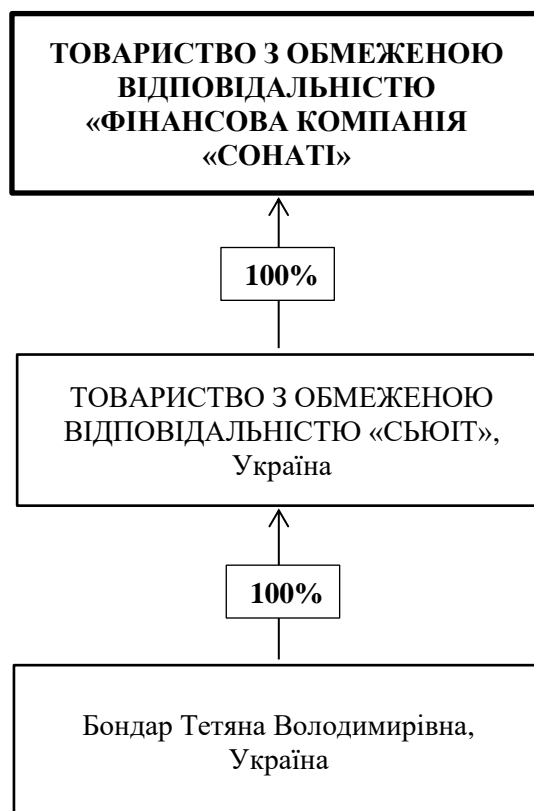 ТОВАРИСТВО З ОБМЕЖЕНОЮ
ВІДПОВІДАЛЬНІСТЮ
«ФІНАНСОВА КОМПАНІЯ
«СОНАТІ»
100%
ТОВАРИСТВО З ОБМЕЖЕНОЮ
ВІДПОВІДАЛЬНІСТЮ «СЬЮІТ»,
Україна
100%
Бондар Тетяна Володимирівна,
Україна